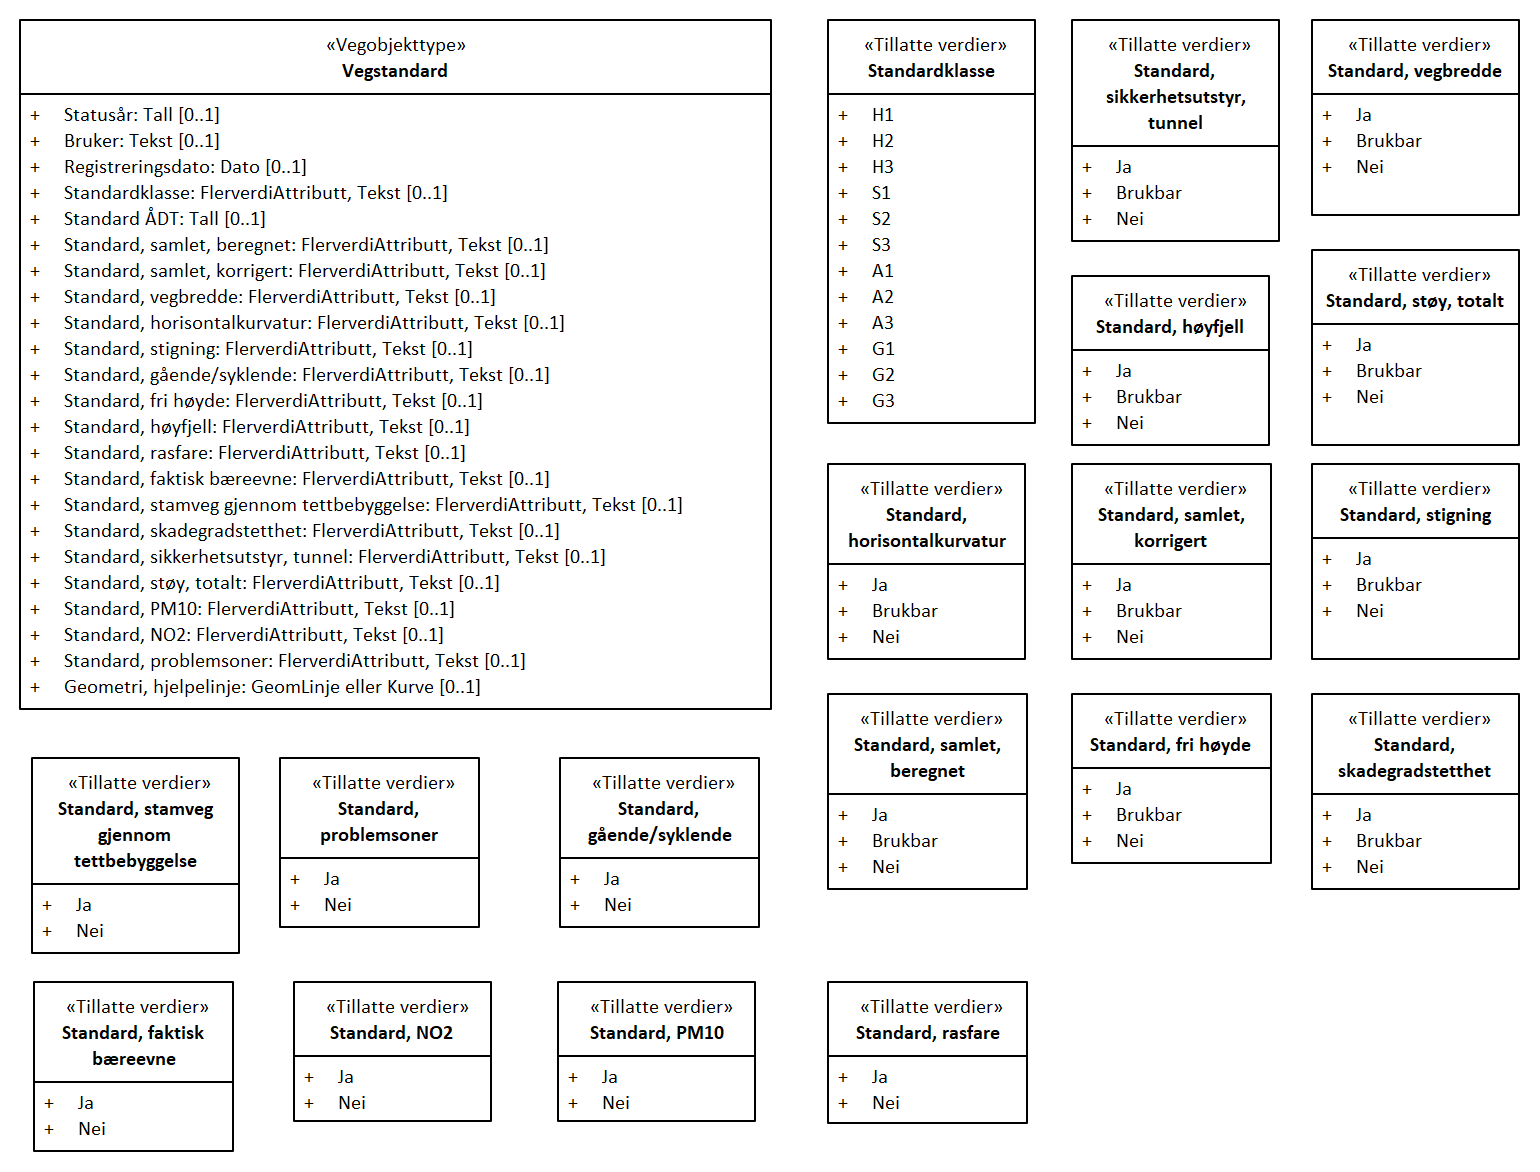 «Vegobjekttype»
Vegstandard
+ Statusår: Tall [0..1]
+ Bruker: Tekst [0..1]
+ Registreringsdato: Dato [0..1]
+ Standardklasse: FlerverdiAttributt, Tekst [0..1]
+ Standard ÅDT: Tall [0..1]
+ Standard, samlet, beregnet: FlerverdiAttributt, Tekst [0..1]
+ Standard, samlet, korrigert: FlerverdiAttributt, Tekst [0..1]
+ Standard, vegbredde: FlerverdiAttributt, Tekst [0..1]
+ Standard, horisontalkurvatur: FlerverdiAttributt, Tekst [0..1]
+ Standard, stigning: FlerverdiAttributt, Tekst [0..1]
+ Standard, gående/syklende: FlerverdiAttributt, Tekst [0..1]
+ Standard, fri høyde: FlerverdiAttributt, Tekst [0..1]
+ Standard, høyfjell: FlerverdiAttributt, Tekst [0..1]
+ Standard, rasfare: FlerverdiAttributt, Tekst [0..1]
+ Standard, faktisk bæreevne: FlerverdiAttributt, Tekst [0..1]
+ Standard, stamveg gjennom tettbebyggelse: FlerverdiAttributt, Tekst [0..1]
+ Standard, skadegradstetthet: FlerverdiAttributt, Tekst [0..1]
+ Standard, sikkerhetsutstyr, tunnel: FlerverdiAttributt, Tekst [0..1]
+ Standard, støy, totalt: FlerverdiAttributt, Tekst [0..1]
+ Standard, PM10: FlerverdiAttributt, Tekst [0..1]
+ Standard, NO2: FlerverdiAttributt, Tekst [0..1]
+ Standard, problemsoner: FlerverdiAttributt, Tekst [0..1]
+ Geometri, hjelpelinje: GeomLinje eller Kurve [0..1]
«Tillatte verdier»
Standardklasse
+ H1
+ H2
+ H3
+ S1
+ S2
+ S3
+ A1
+ A2
+ A3
+ G1
+ G2
+ G3
«Tillatte verdier»
Standard,
sikkerhetsutstyr,
tunnel
+ Ja
+ Brukbar
+ Nei
«Tillatte verdier»
Standard, vegbredde
+ Ja
+ Brukbar
+ Nei
«Tillatte verdier»
Standard, høyfjell
+ Ja
+ Brukbar
+ Nei
«Tillatte verdier»
Standard, støy, totalt
+ Ja
+ Brukbar
+ Nei
«Tillatte verdier»
Standard,
horisontalkurvatur
+ Ja
+ Brukbar
+ Nei
«Tillatte verdier»
Standard, samlet,
korrigert
+ Ja
+ Brukbar
+ Nei
«Tillatte verdier»
Standard, stigning
+ Ja
+ Brukbar
+ Nei
«Tillatte verdier»
Standard, samlet,
beregnet
+ Ja
+ Brukbar
+ Nei
«Tillatte verdier»
Standard, fri høyde
+ Ja
+ Brukbar
+ Nei
«Tillatte verdier»
Standard,
skadegradstetthet
+ Ja
+ Brukbar
+ Nei
«Tillatte verdier»
Standard, stamveg
gjennom
tettbebyggelse
+ Ja
+ Nei
«Tillatte verdier»
Standard,
problemsoner
+ Ja
+ Nei
«Tillatte verdier»
Standard,
gående/syklende
+ Ja
+ Nei
«Tillatte verdier»
Standard, faktisk
bæreevne
+ Ja
+ Nei
«Tillatte verdier»
Standard, NO2
+ Ja
+ Nei
«Tillatte verdier»
Standard, PM10
+ Ja
+ Nei
«Tillatte verdier»
Standard, rasfare
+ Ja
+ Nei